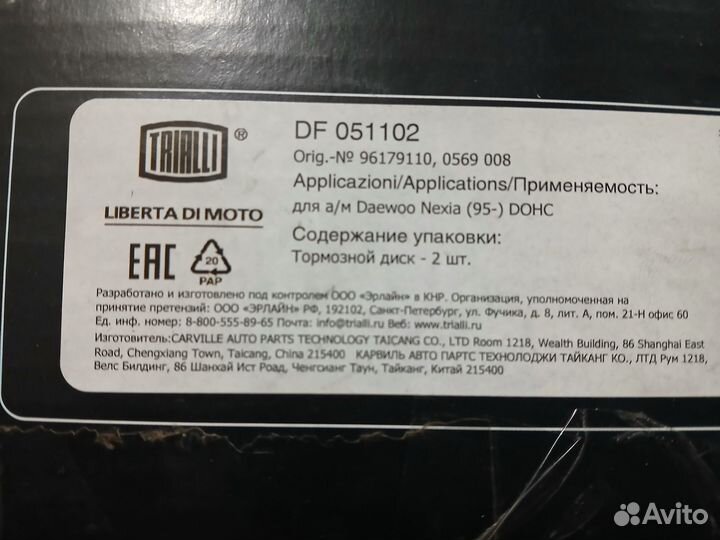 TRIALLI ®
LIBERTA DI MOTO
EAC
20
PAP
DF 051102
Orig.-№ 96179110, 0569 008
Applicazioni/Applications/Применяемость:
для а/м Daewoo Nexia (95-) DOHC
Содержание упаковки:
Тормозной диск - 2 шт.
Разработано и изготовлено под контролем ООО «Эрлайн» в КНР. Организация, уполномоченная на
принятие претензий: ООО «ЭРЛАЙН» РФ, 192102, Санкт-Петербург, ул. Фучика, д. 8, лит. А, пом. 21-Н офис 60
Ед. инф. номер: 8-800-555-89-65 Почта: info@trialli.ru Веб: www.trialli.ru
Изготовитель:CARVILLE AUTO PARTS TECHNOLOGY TAICANG CO., LTD Room 1218, Wealth Building, 86 Shanghai East
Road, Chengxiang Town, Taicang, China 215400 КАРВИЛЬ АВТО ПАРТС ТЕХНОЛОДЖИ ТАЙКАНГ КО., ЛТД Рум 1218,
Велс Билдинг, 86 Шанхай Ист Роад, Ченгсианг Таун, Тайканг, Китай 215400
Avito